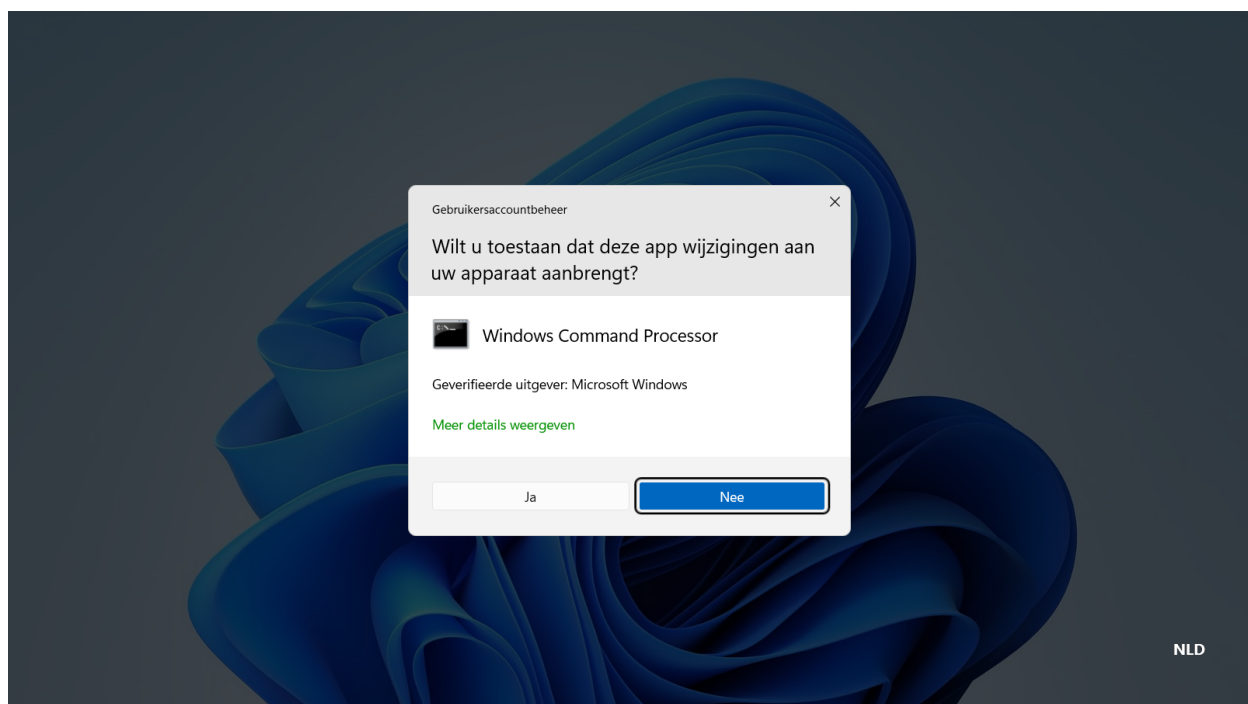 Gebruikersaccountbeheer
Wilt u toestaan dat deze app wijzigingen aan
uw apparaat aanbrengt?
C:\_
Windows Command Processor
Geverifieerde uitgever: Microsoft Windows
Meer details weergeven
Ja
Nee
NLD